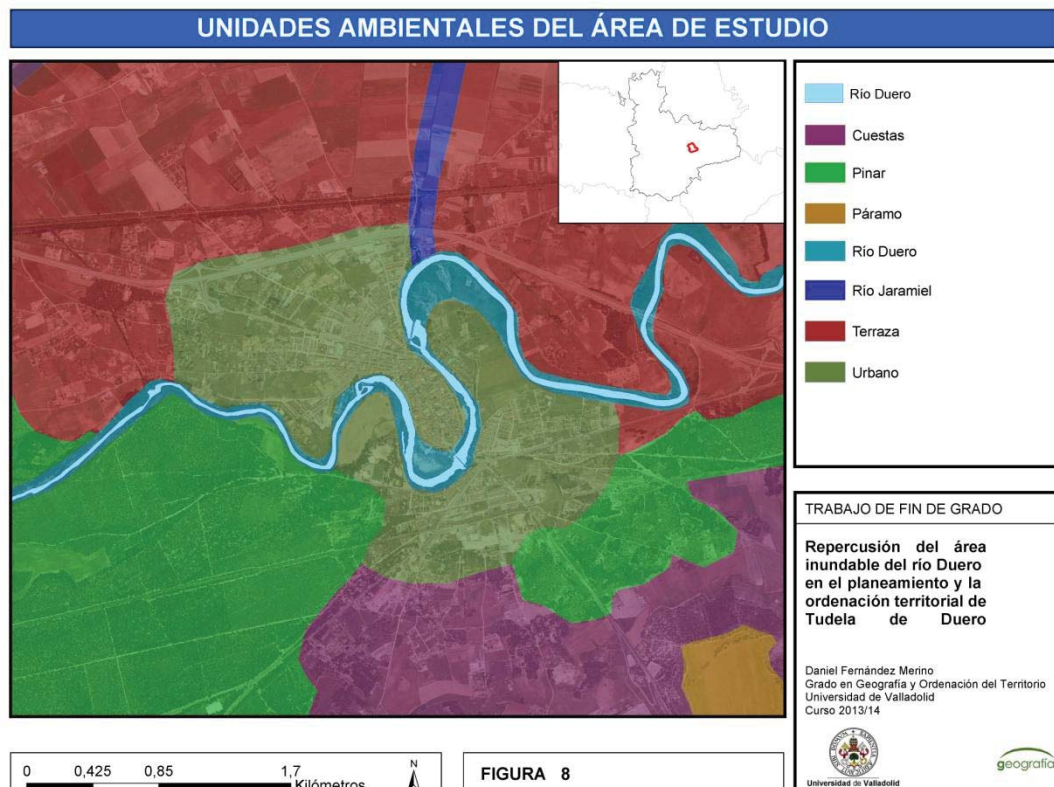 UNIDADES AMBIENTALES DEL ÁREA DE ESTUDIO
Río Duero
Cuestas
Pinar
Páramo
Río Duero
Río Jaramiel
Terraza
Urbano
TRABAJO DE FIN DE GRADO
Repercusión del área
inundable del río Duero
en el planeamiento y la
ordenación territorial de
Tudela de Duero
Daniel Fernández Merino
Grado en Geografía y Ordenación del Territorio
Universidad de Valladolid
Curso 2013/14
Universidad de Valladolid
geografía
0 0,425 0,85 1,7
Kilómetros
N
FIGURA 8